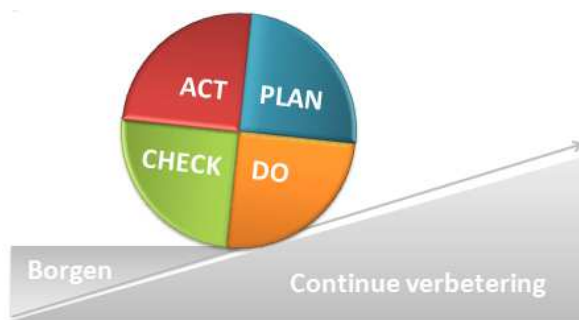 ACT
PLAN
CHECK
DO
Borgen
Continue verbetering